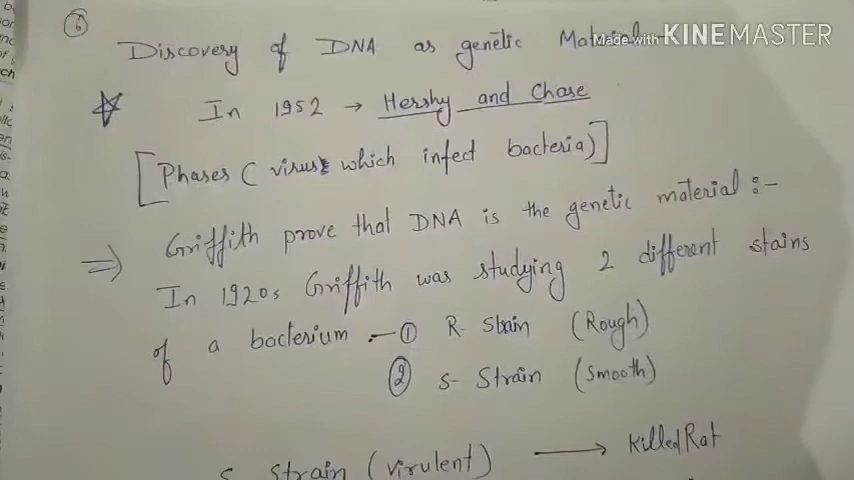 6
Discovery of DNA as genetic Material
Made with KINEMASTER
In 1952 → Hershy and Chase
[Phases ( virus which infect bacteria)]
⇒ Griffith prove that DNA is the genetic material :-
In 1920s Griffith was studying 2 different stains
of a bacterium .- ① R- Strain (Rough)
② S- Strain (Smooth)
S Strain (virulent) → Killed Rat